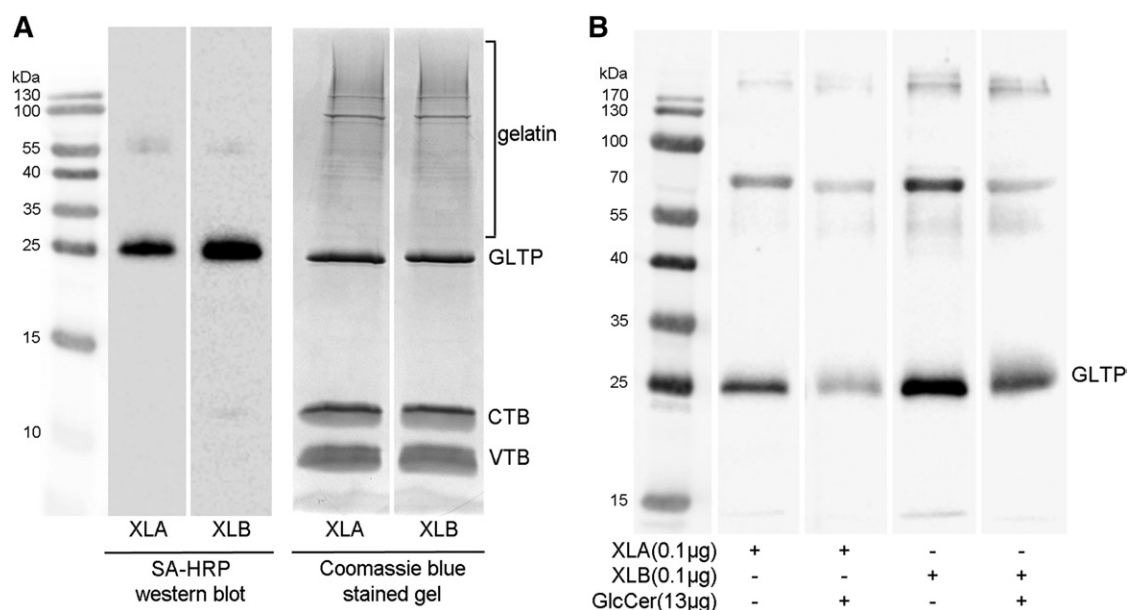 A
kDa
130
100
55
40
35
25
15
10
gelatin
GLTP
CTB
VTB
XLA XLB XLA XLB
SA-HRP
western blot
Coomassie blue
stained gel
B
kDa
170
130
100
70
55
40
35
25
15
GLTP
XLA(0.1µg) + + - -
XLB(0.1µg) - - + +
GlcCer(13µg) - + - +